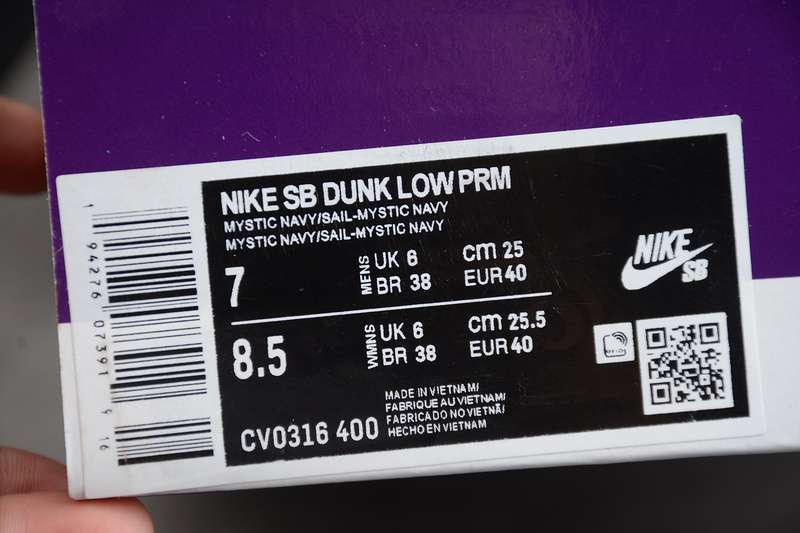 NIKE SB DUNK LOW PRM
MYSTIC NAVY/SAIL-MYSTIC NAVY
MYSTIC NAVY/SAIL-MYSTIC NAVY
7
MENS
UK 6
BR 38
cm 25
EUR 40
8.5
WMNS
UK 6
BR 38
cm 25.5
EUR 40
CV0316 400
MADE IN VIETNAM/
FABRIQUE AU VIETNAM/
FABRICADO NO VIETNÃ/
HECHO EN VIETNAM
NIKE
SB
1 94276 07391 9 16